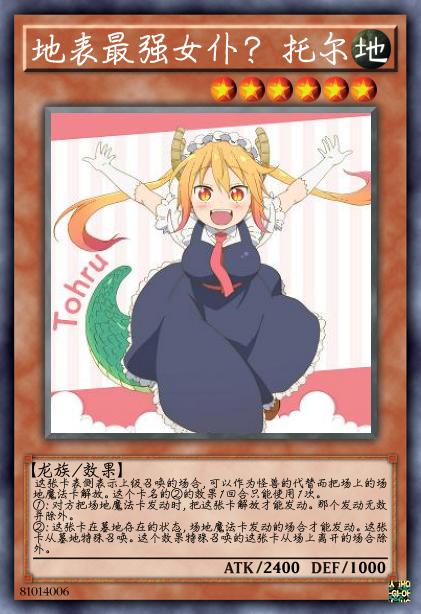 地表最强女仆？ 托尔
地
Tohru
【龙族/效果】
这张卡表侧表示上级召唤的场合，可以作为怪兽的代替而把场上的场
地魔法卡解放。这个卡名的②的效果1回合只能使用1次。
①：对方把场地魔法卡发动时，把这张卡解放才能发动。那个发动无效
并除外。
②：这张卡在墓地存在的状态，场地魔法卡发动的场合才能发动。这张
卡从墓地特殊召唤。这个效果特殊召唤的这张卡从场上离开的场合除
外。
ATK/2400 DEF/1000
81014006